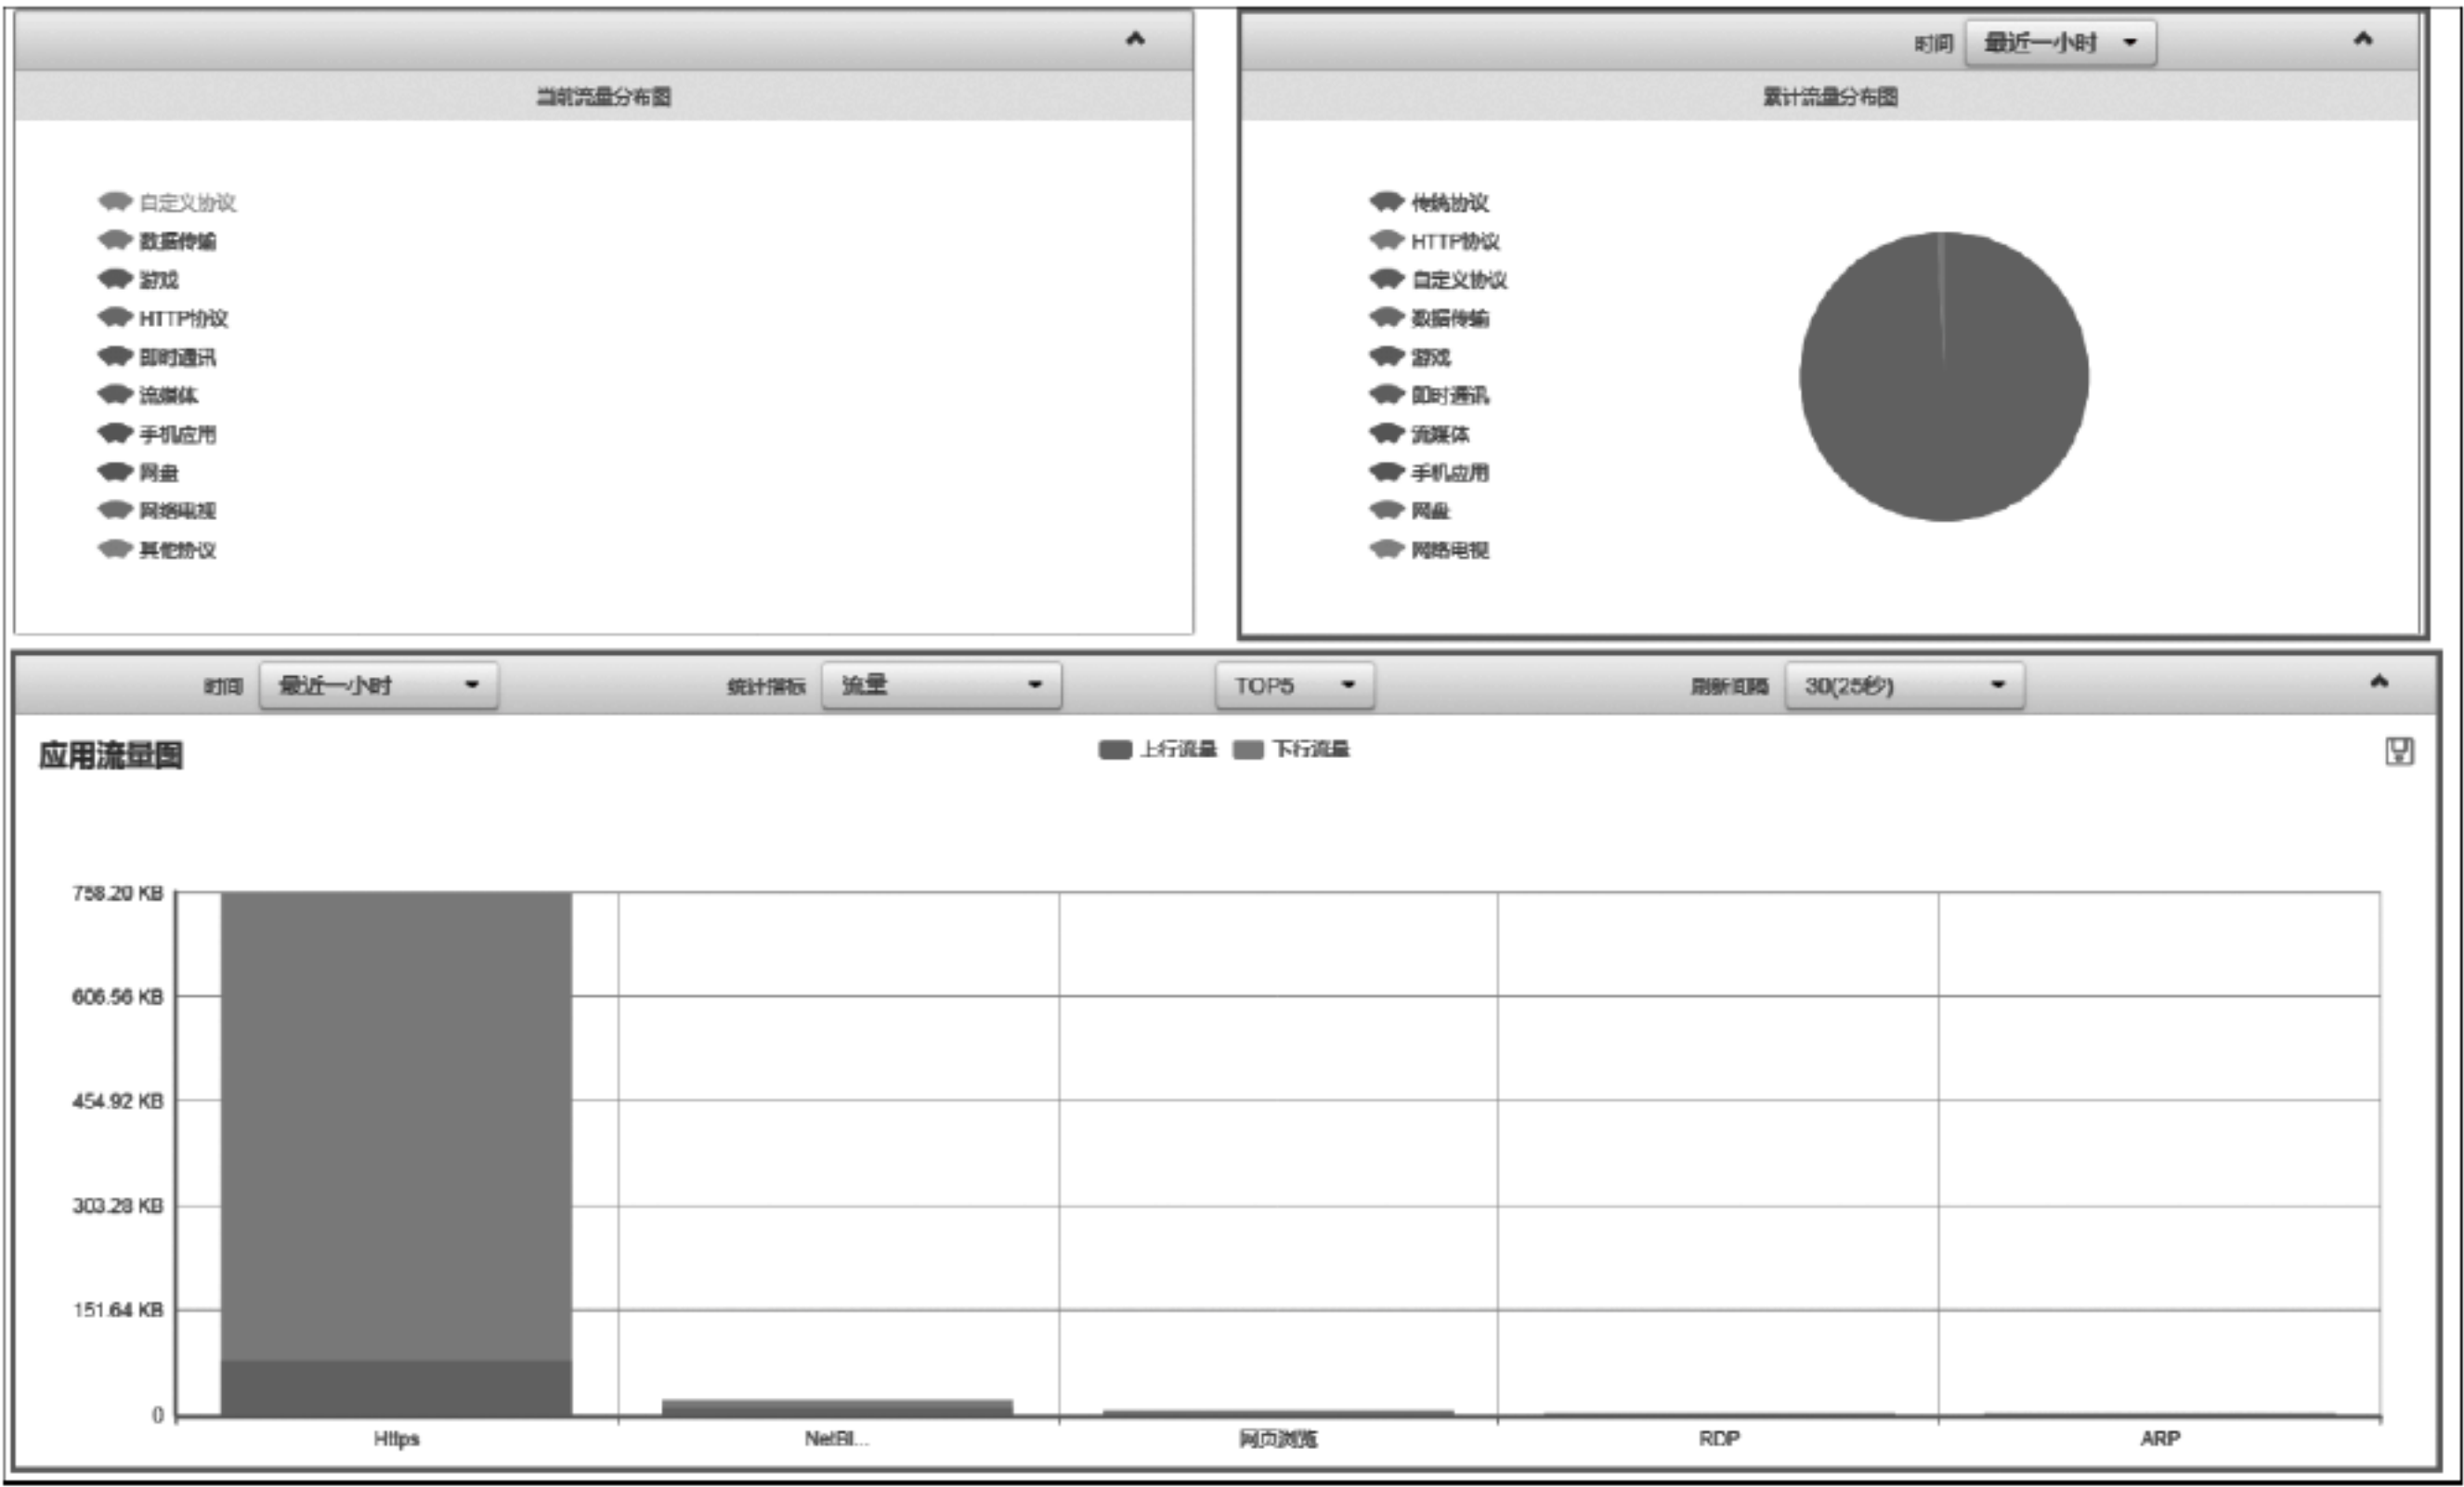 当前流量分布图
自定义协议
数据传输
游戏
HTTP协议
即时通讯
流媒体
手机应用
网盘
网络电视
其他协议
时间 最近一小时
累计流量分布图
传统协议
HTTP协议
自定义协议
数据传输
游戏
即时通讯
流媒体
手机应用
网盘
网络电视
时间 最近一小时 统计指标 流量 TOP5 刷新间隔 30(25秒)
应用流量图
上行流量 下行流量
758.20 KB
606.56 KB
454.92 KB
303.28 KB
151.64 KB
0
Https NetBI... 网页浏览 RDP ARP